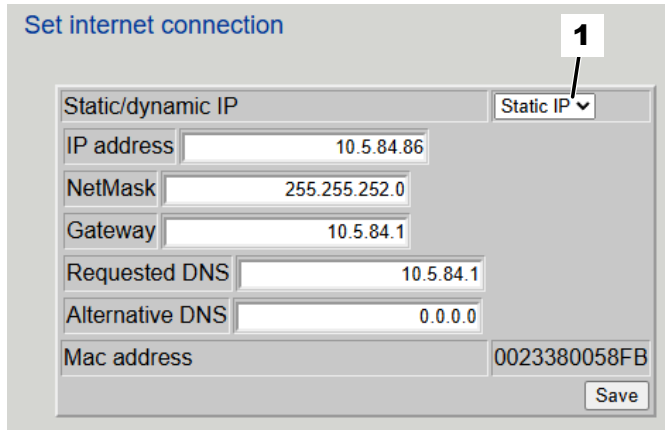 Set internet connection
1
Static/dynamic IP Static IP
IP address 10.5.84.86
NetMask 255.255.252.0
Gateway 10.5.84.1
Requested DNS 10.5.84.1
Alternative DNS 0.0.0.0
Mac address 0023380058FB
Save